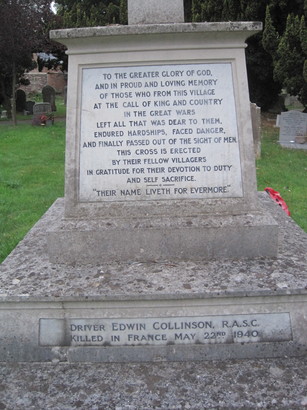 TO THE GREATER GLORY OF GOD,
AND IN PROUD AND LOVING MEMORY
OF THOSE WHO FROM THIS VILLAGE
AT THE CALL OF KING AND COUNTRY
IN THE GREAT WAR
LEFT ALL THAT WAS DEAR TO THEM,
ENDURED HARDSHIPS, FACED DANGER,
AND FINALLY PASSED OUT OF THE SIGHT OF MEN.
THIS CROSS IS ERECTED
BY THEIR FELLOW VILLAGERS
IN GRATITUDE FOR THEIR DEVOTION TO DUTY
AND SELF SACRIFICE.
"THEIR NAME LIVETH FOR EVERMORE"
DRIVER EDWIN COLLINSON, R.A.S.C.
KILLED IN FRANCE MAY 22ND 1940.